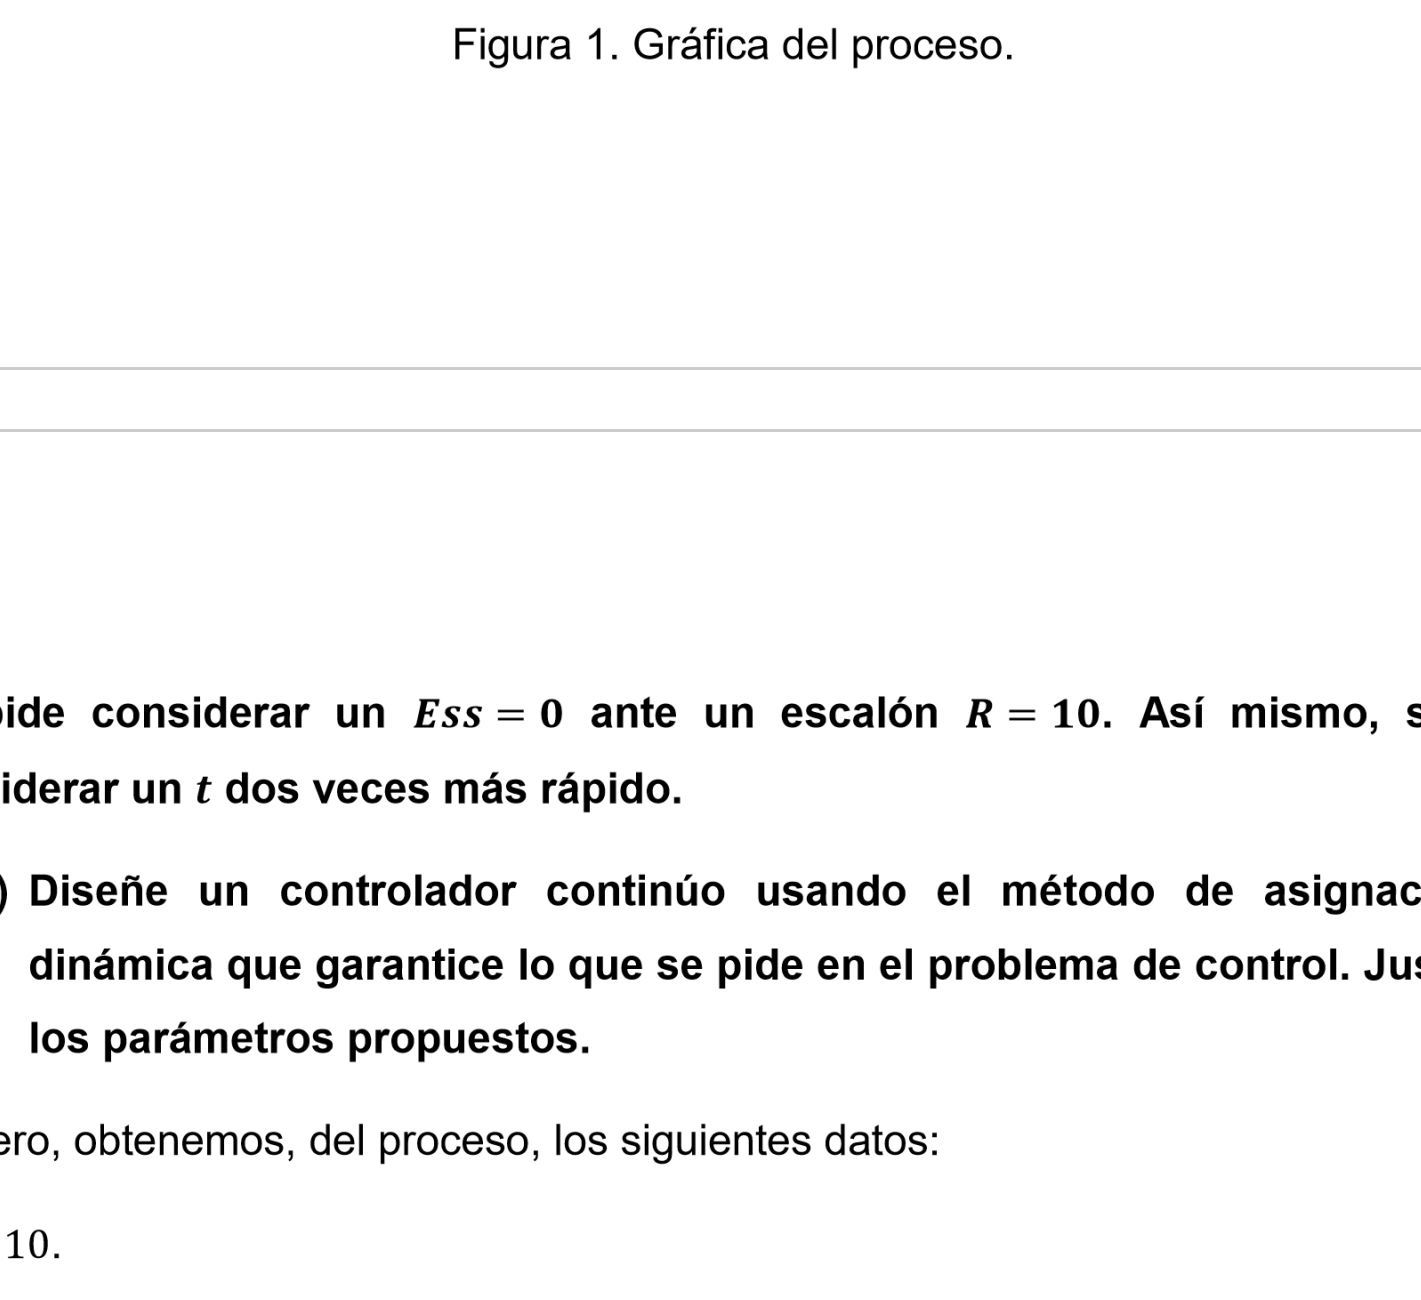 Figura 1. Gráfica del proceso.
ide considerar un Ess = 0 ante un escalón R = 10. Así mismo, s
iderar un t dos veces más rápido.
) Diseñe un controlador continúo usando el método de asignac
dinámica que garantice lo que se pide en el problema de control. Jus
los parámetros propuestos.
ero, obtenemos, del proceso, los siguientes datos:
10.